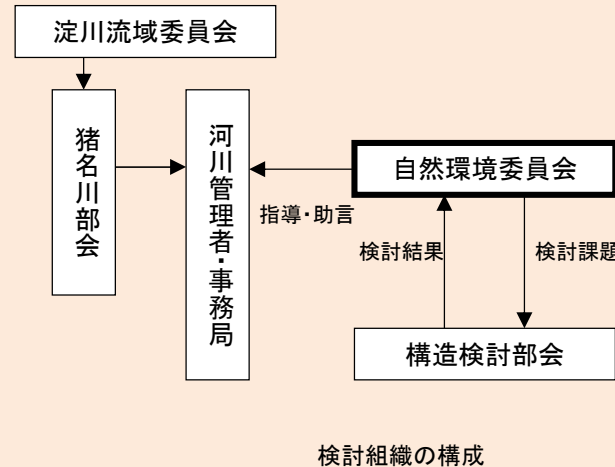 淀川流域委員会
猪名川部会
河川管理者・事務局
自然環境委員会
指導・助言
検討結果
検討課題
構造検討部会
検討組織の構成